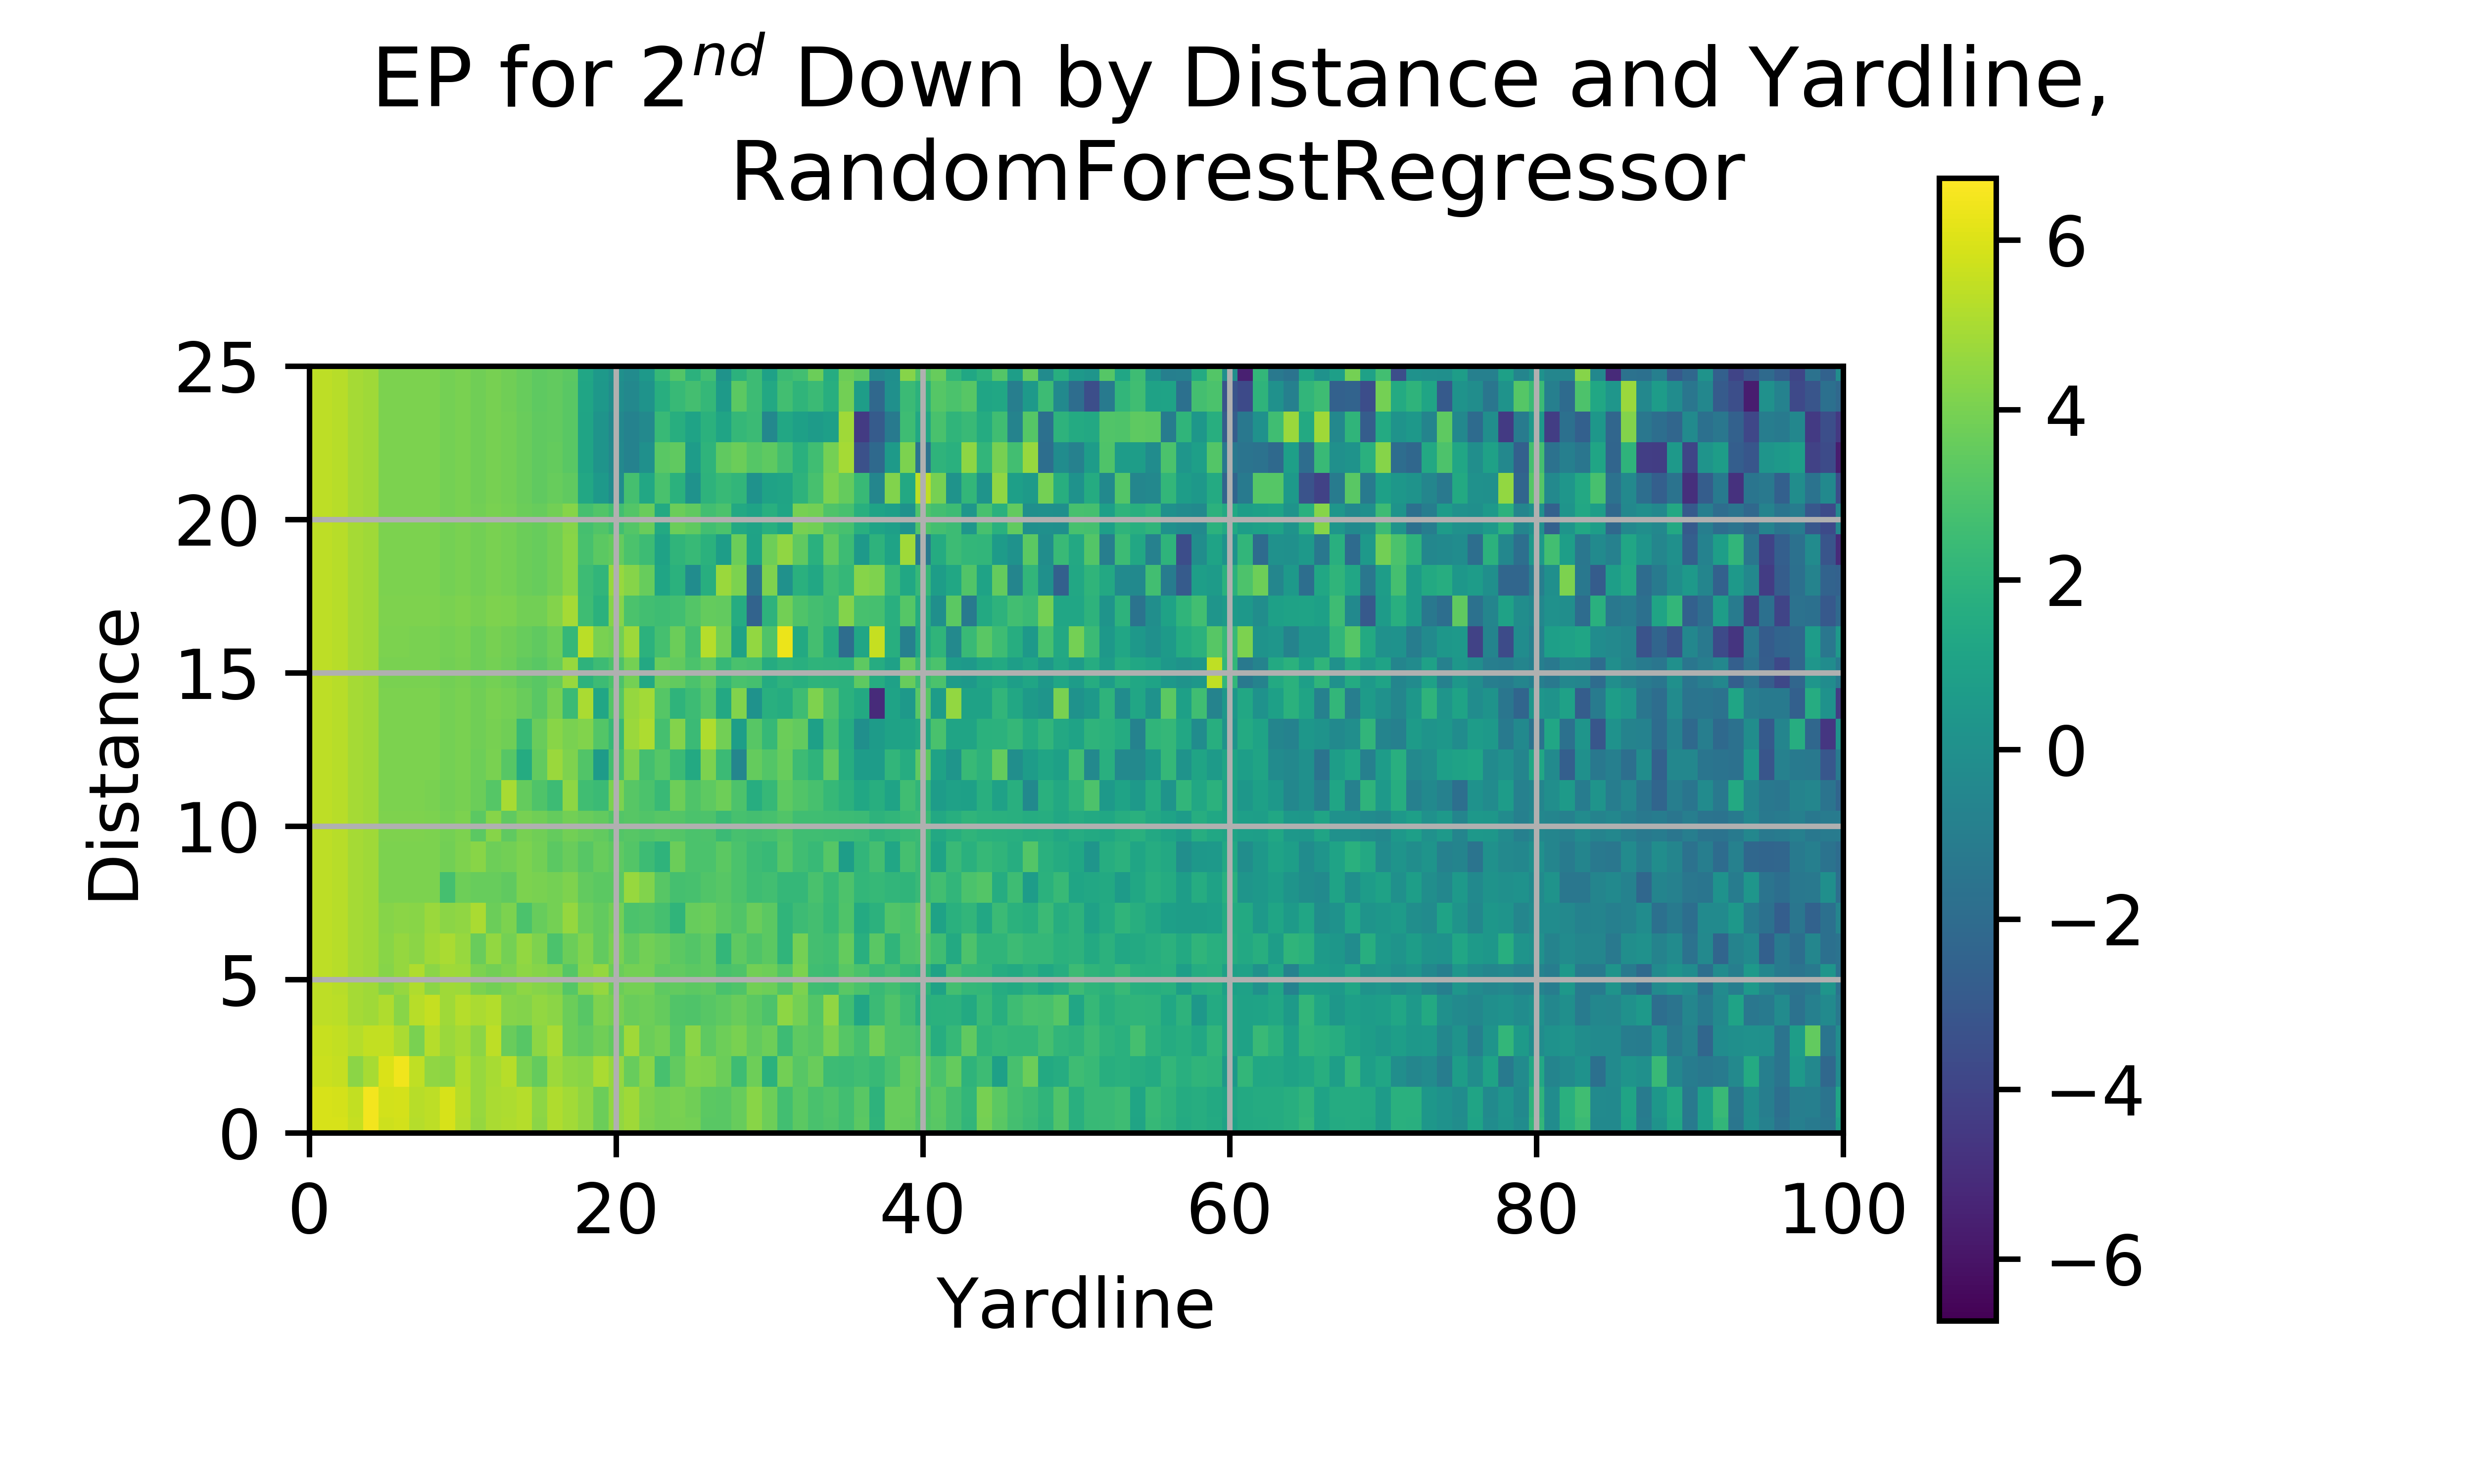 EP for 2nd Down by Distance and Yardline,
RandomForestRegressor
25
20
15
10
5
0
Distance
0 20 40 60 80 100
Yardline
6
4
2
0
−2
−4
−6